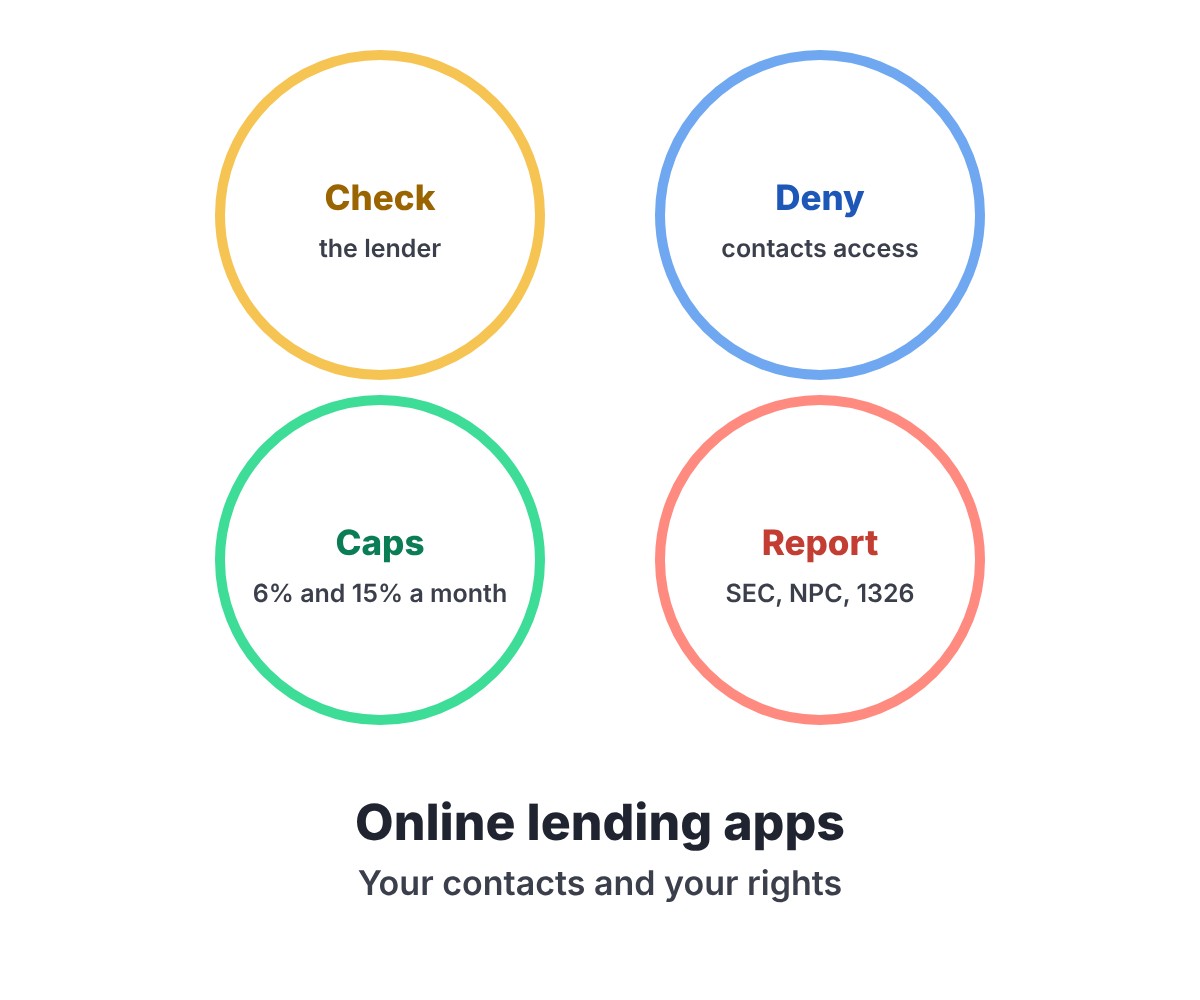 Check
the lender
Deny
contacts access
Caps
6% and 15% a month
Report
SEC, NPC, 1326
Online lending apps
Your contacts and your rights